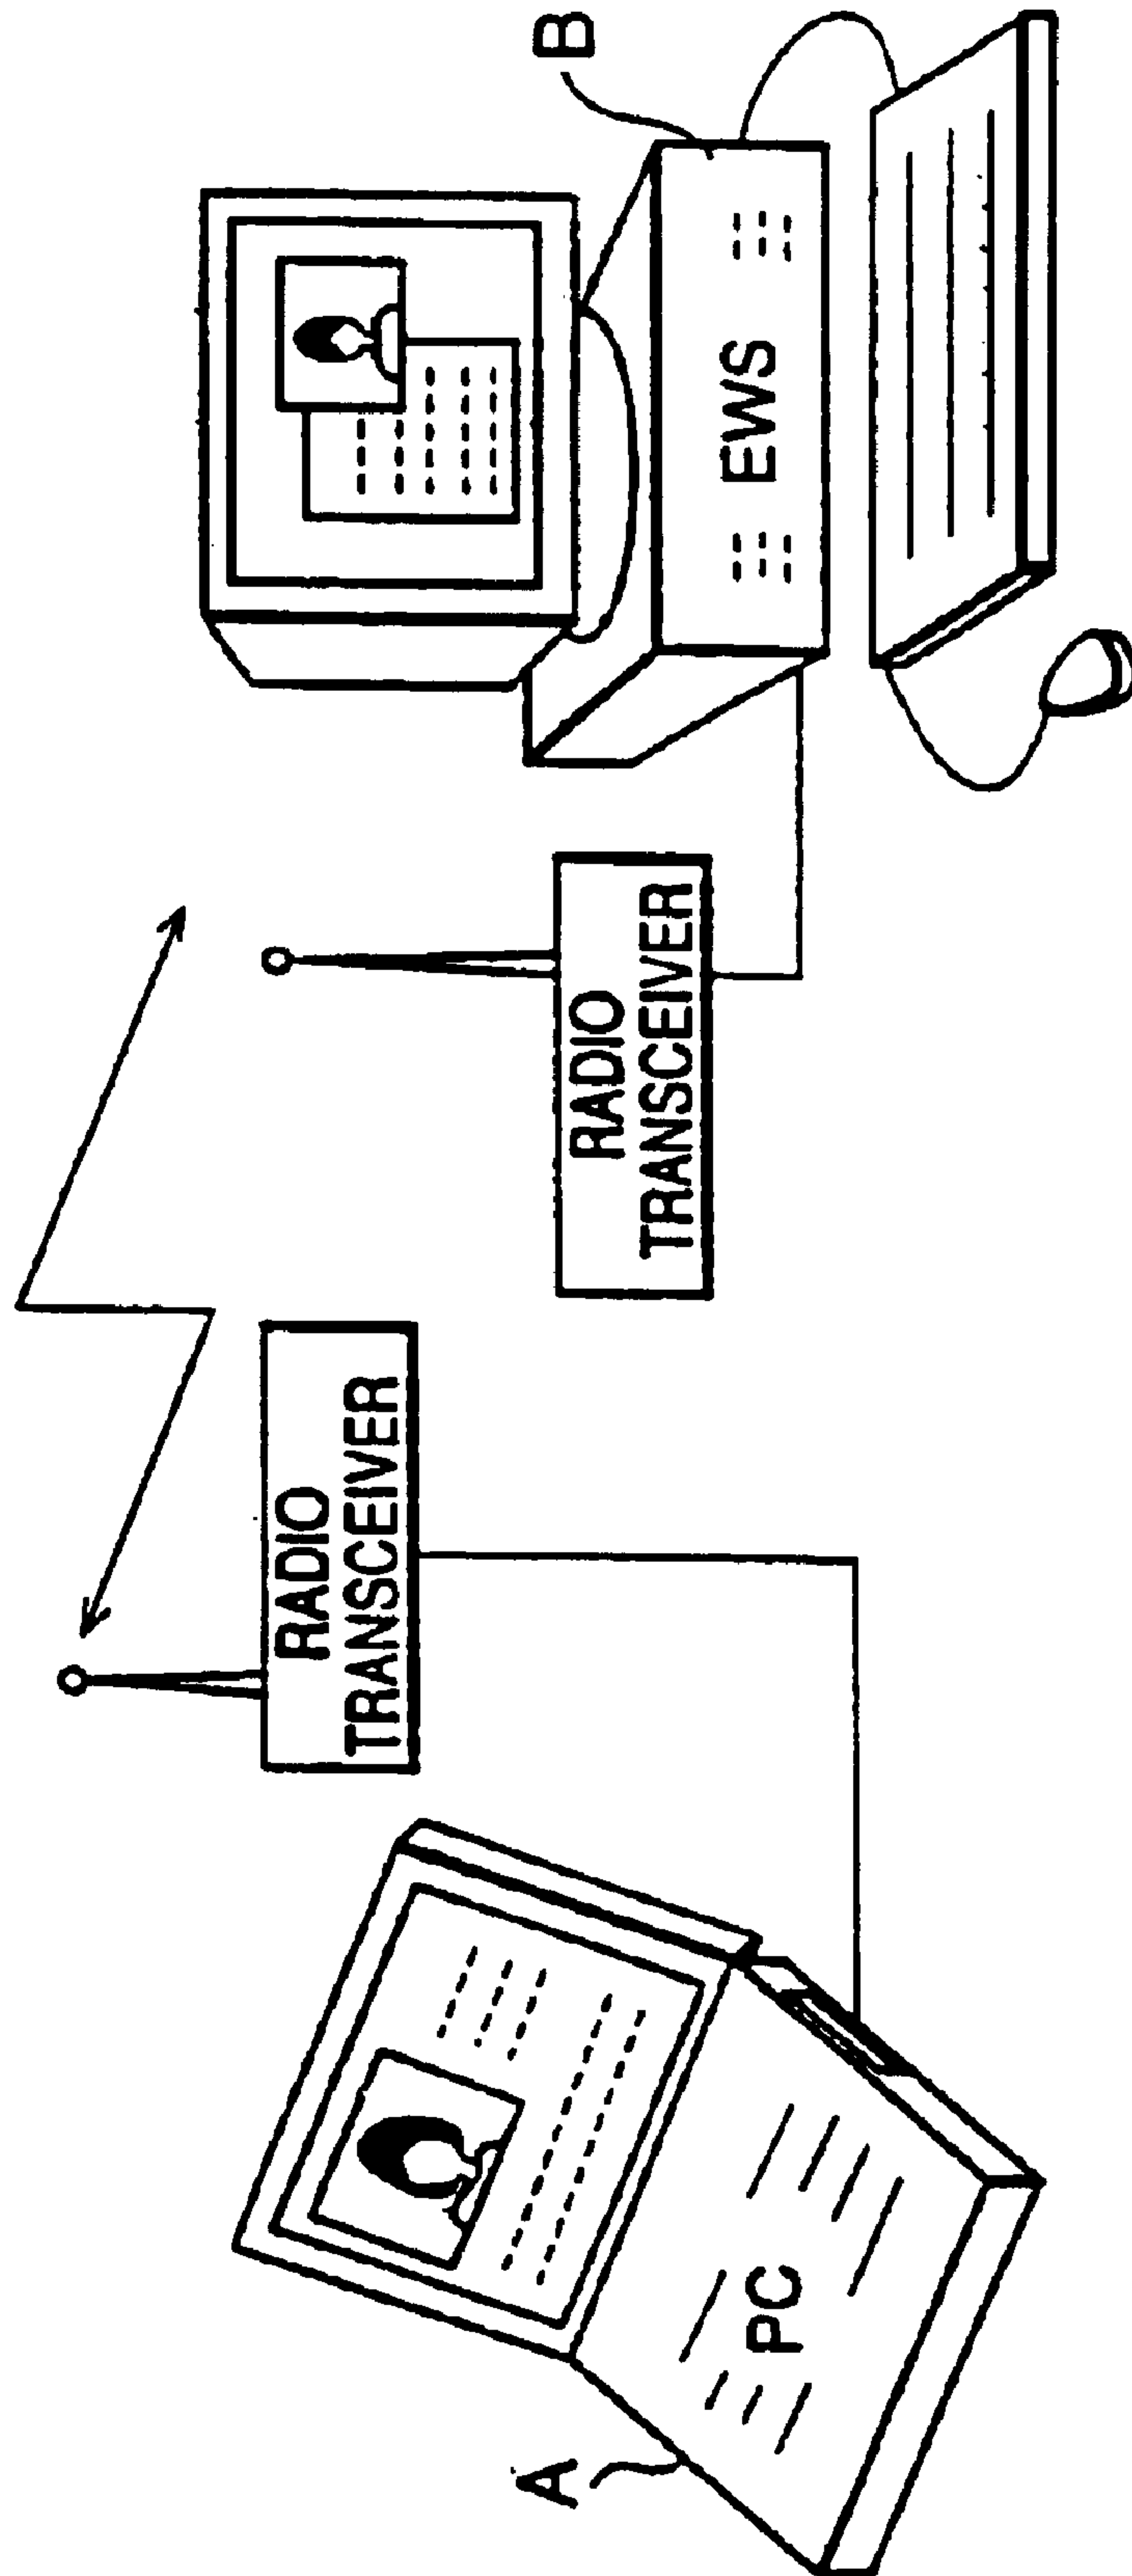 A
PC
RADIO
TRANSCEIVER
RADIO
TRANSCEIVER
EWS
B